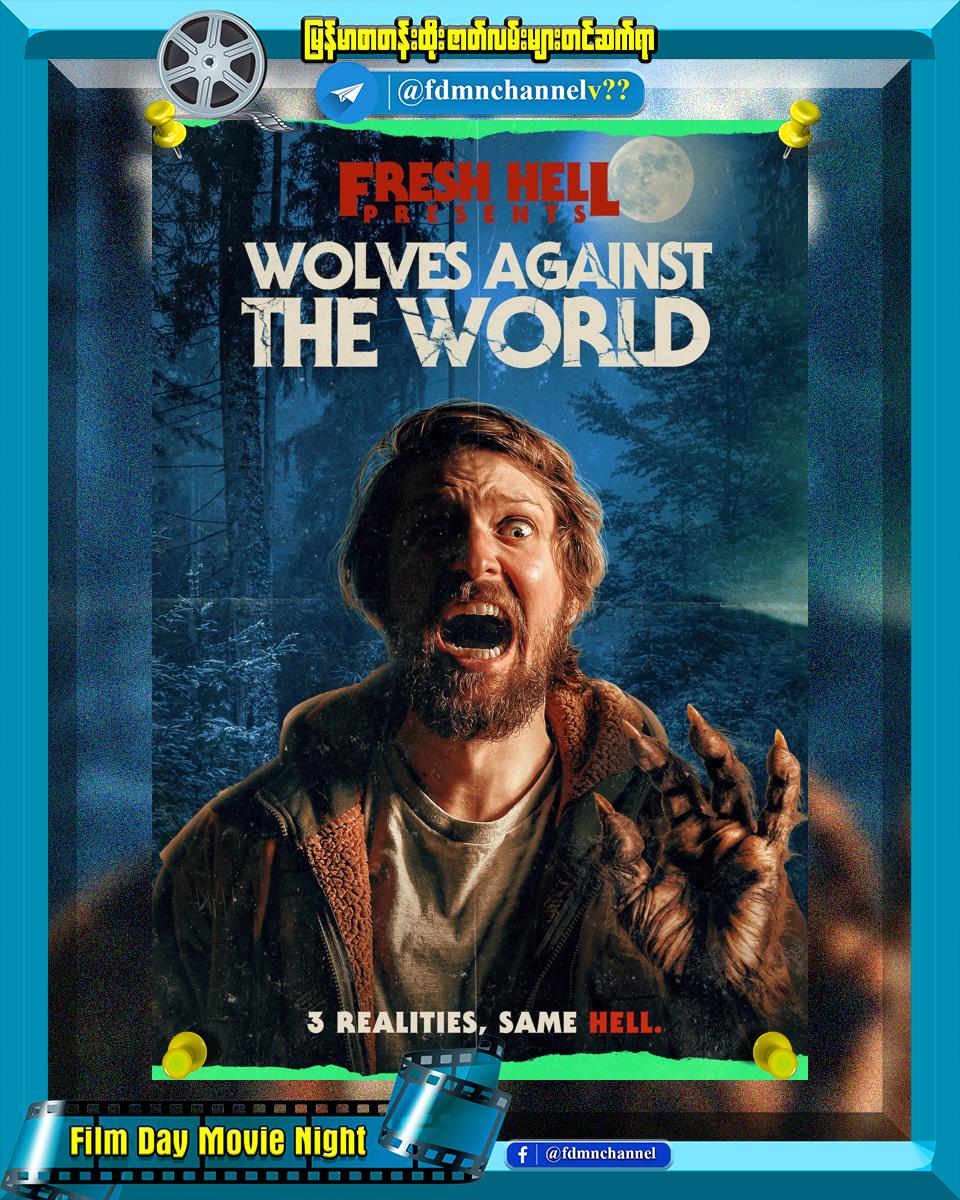 မြန်မာစာတန်းထိုးဇာတ်လမ်းများတင်ဆက်ရာ
@fdmnchannelv??
FRESH HELL
PRESENTS
WOLVES AGAINST
THE WORLD
3 REALITIES, SAME HELL.
Film Day Movie Night
@fdmnchannel